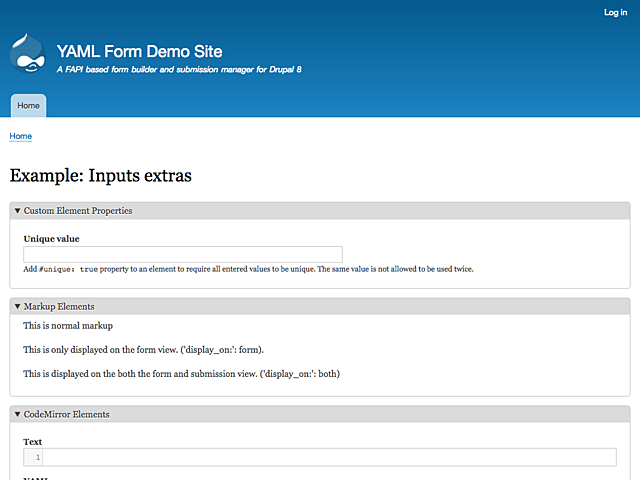 Log in
YAML Form Demo Site
A FAPI based form builder and submission manager for Drupal 8
Home
Home
Example: Inputs extras
▼ Custom Element Properties
Unique value
Add #unique: true property to an element to require all entered values to be unique. The same value is not allowed to be used twice.
▼ Markup Elements
This is normal markup
This is only displayed on the form view. ('display_on:': form).
This is displayed on the both the form and submission view. ('display_on:': both)
▼ CodeMirror Elements
Text
1